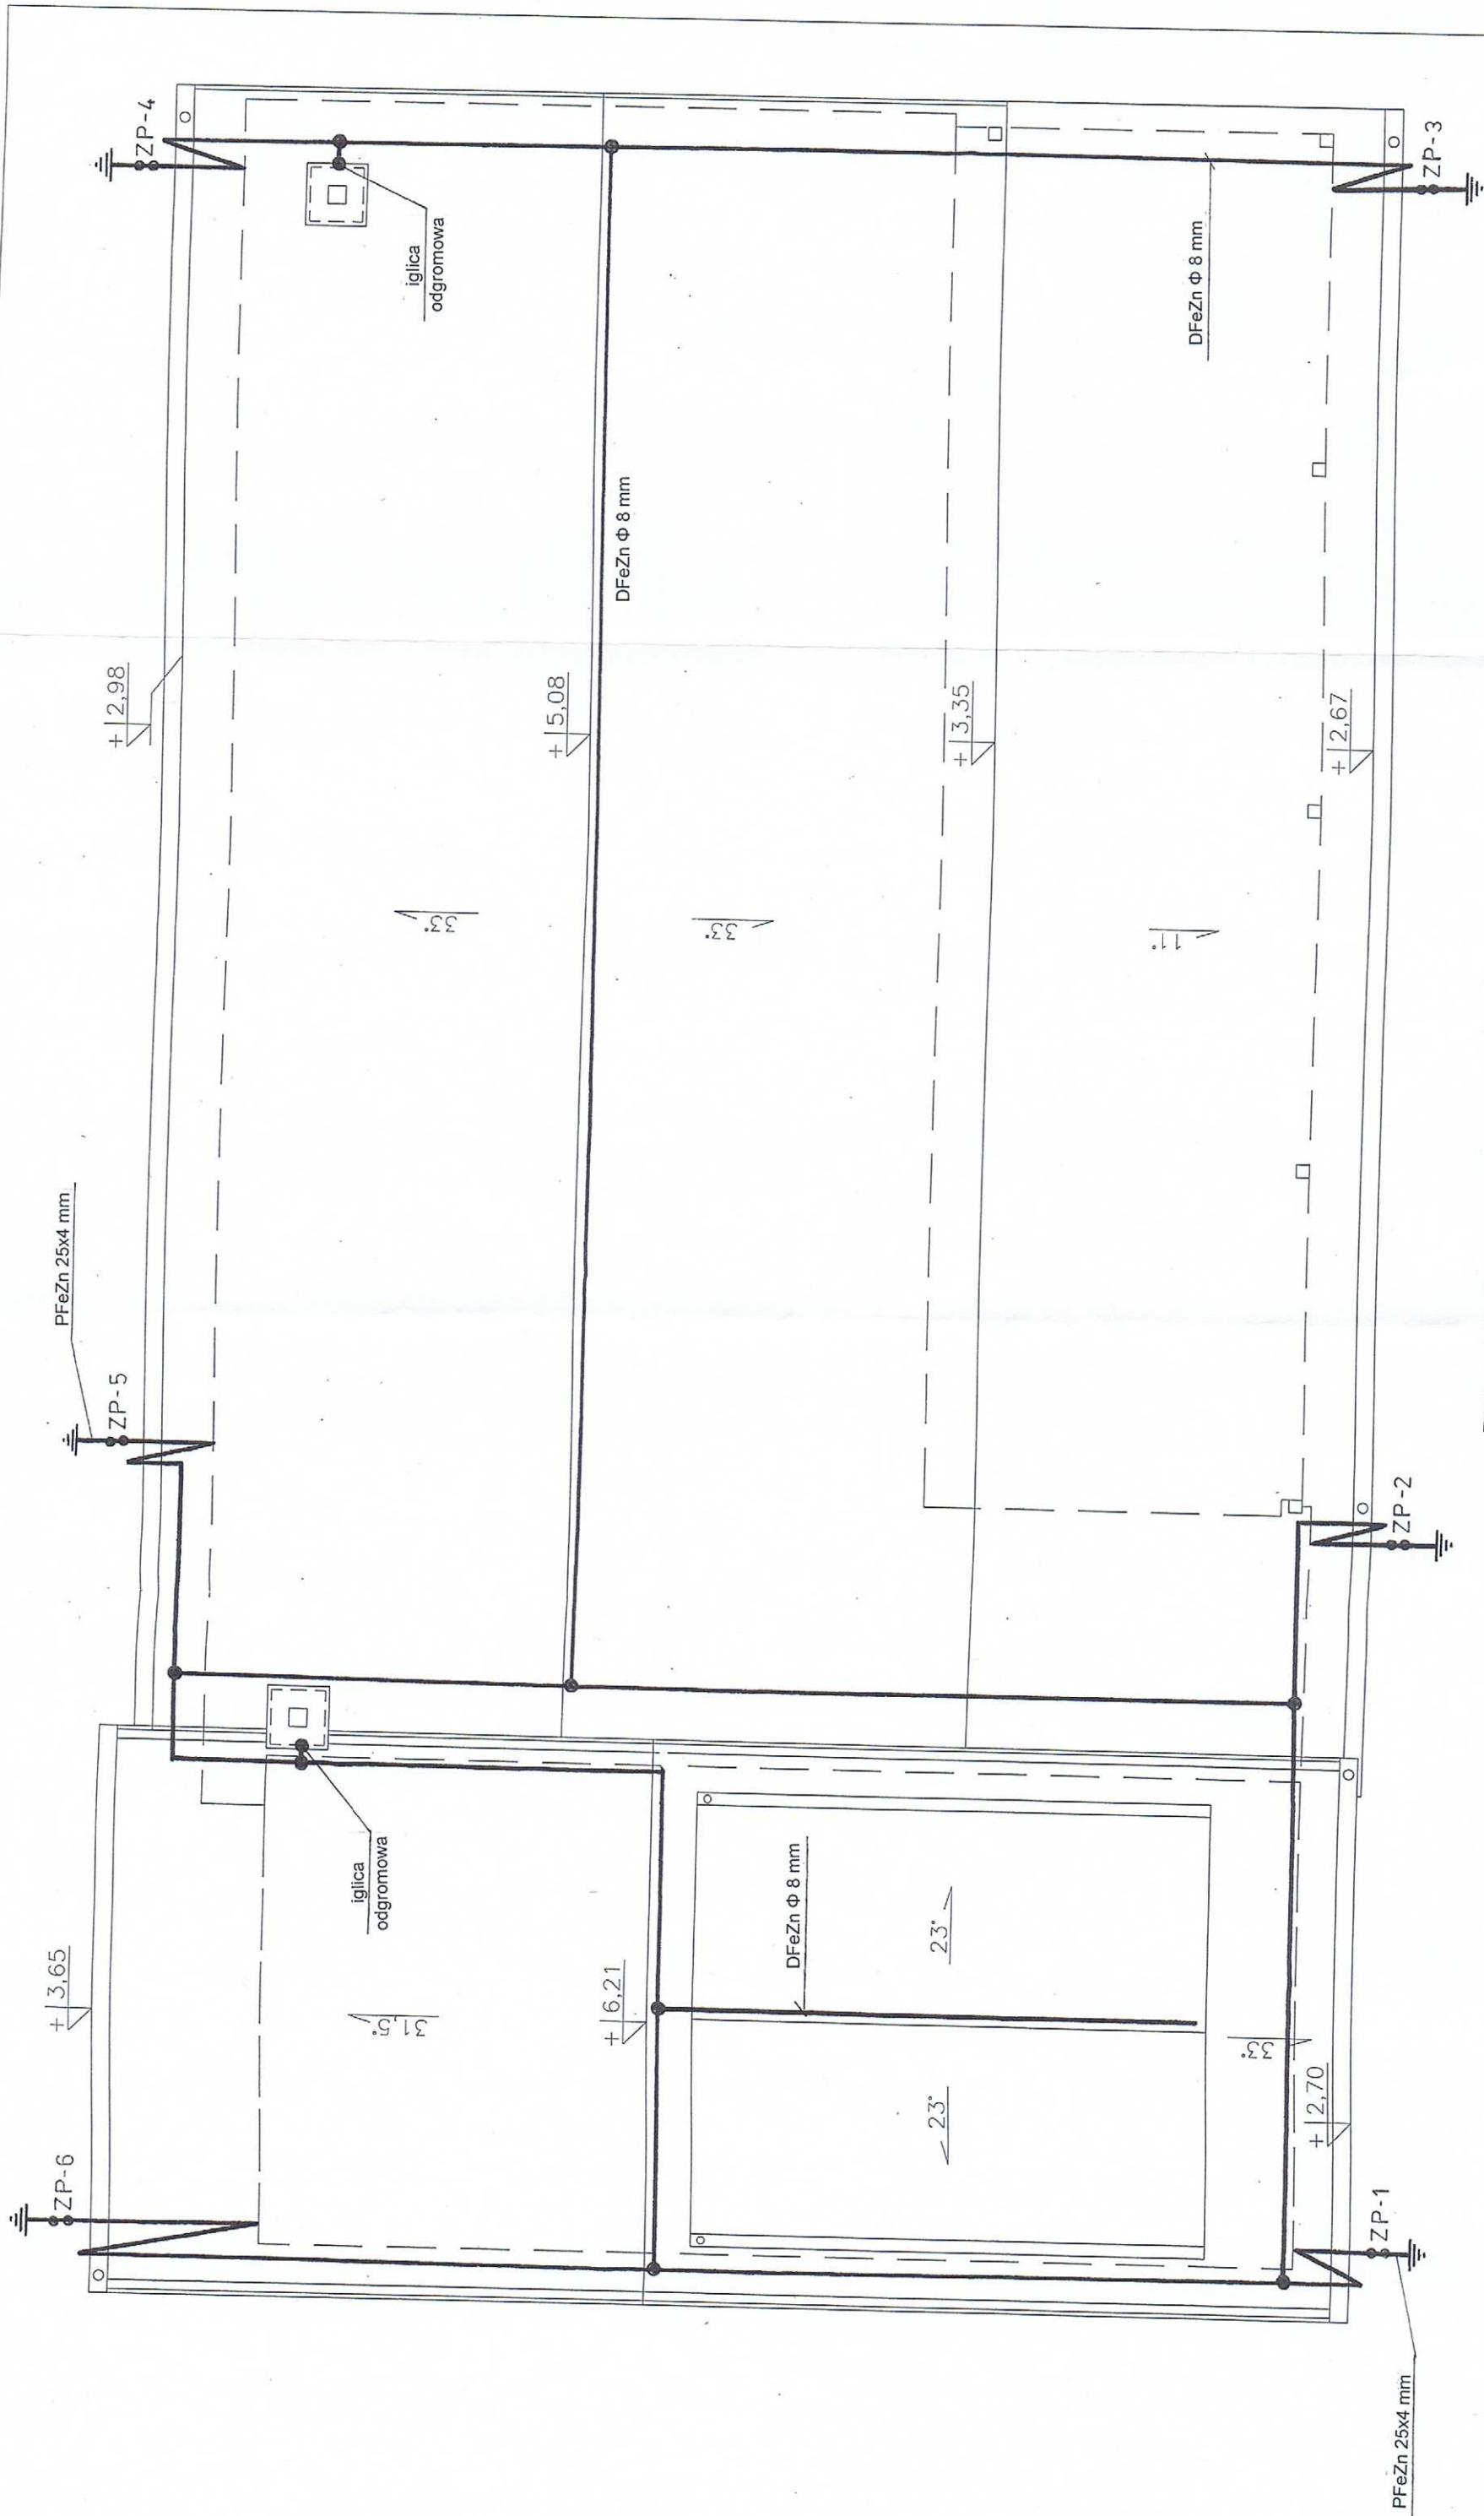 ZP-4
ZP-3
iglica
odgromowa
DFeZn Φ 8 mm
DFeZn Φ 8 mm
+2,98
+5,08
+3,35
+2,67
33°
33°
11°
PFeZn 25x4 mm
ZP-5
ZP-2
iglica
odgromowa
DFeZn Φ 8 mm
+3,65
31,5°
+6,21
23°
23°
33°
+2,70
ZP-6
ZP-1
PFeZn 25x4 mm